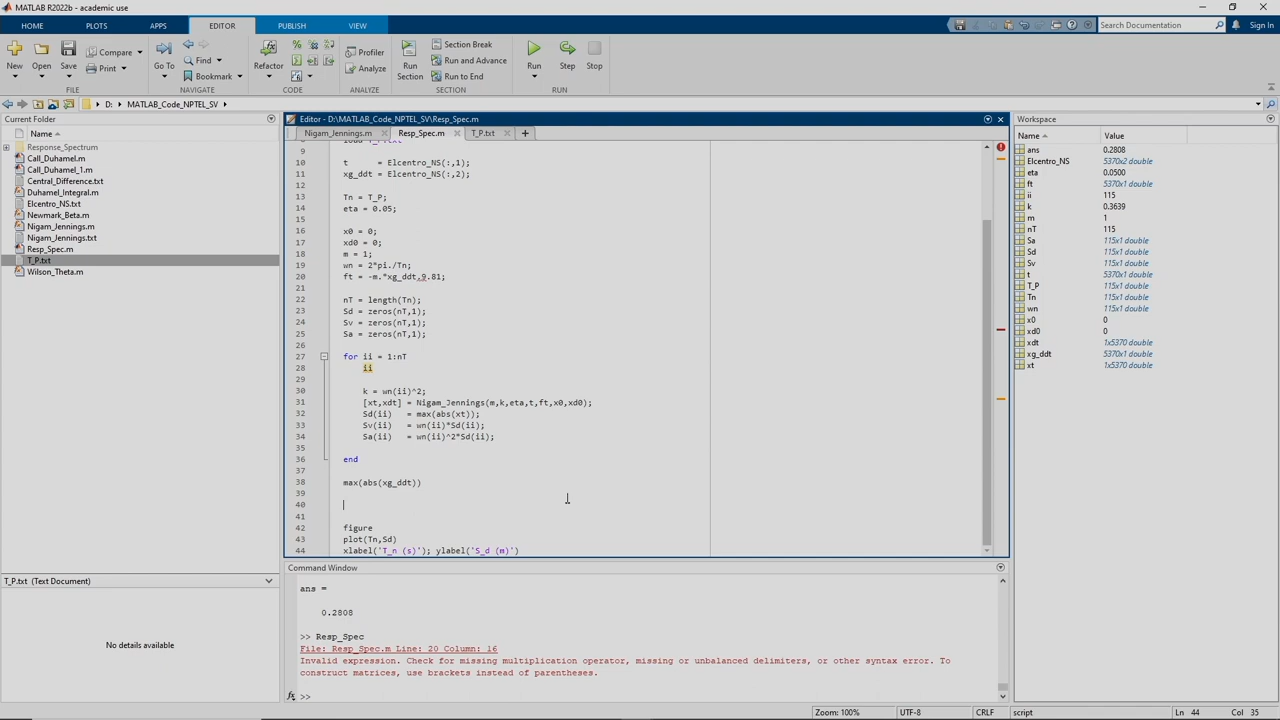 MATLAB R2022b - academic use
HOME PLOTS APPS EDITOR PUBLISH VIEW
Search Documentation Sign In
New Open Save Compare Print Go To Find Bookmark Refactor Profiler Analyze Run Section Section Break Run and Advance Run to End Run Step Stop
FILE NAVIGATE CODE ANALYZE SECTION RUN
D: MATLAB_Code_NPTEL_SV
Current Folder
Name
Response_Spectrum
Call_Duhamel.m
Call_Duhamel_1.m
Central_Difference.txt
Duhamel_Integral.m
Elcentro_NS.txt
Newmark_Beta.m
Nigam_Jennings.m
Nigam_Jennings.txt
Resp_Spec.m
T_P.txt
Wilson_Theta.m
T_P.txt (Text Document)
No details available
Editor - D:\MATLAB_Code_NPTEL_SV\Resp_Spec.m
Nigam_Jennings.m Resp_Spec.m T_P.txt
9 load T_P.txt
10 t = Elcentro_NS(:,1);
11 xg_ddt = Elcentro_NS(:,2);
12
13 Tn = T_P;
14 eta = 0.05;
15
16 x0 = 0;
17 xd0 = 0;
18 m = 1;
19 wn = 2*pi./Tn;
20 ft = -m.*xg_ddt,9.81;
21
22 nT = length(Tn);
23 Sd = zeros(nT,1);
24 Sv = zeros(nT,1);
25 Sa = zeros(nT,1);
26
27 for ii = 1:nT
28 ii
29
30 k = wn(ii)^2;
31 [xt,xdt] = Nigam_Jennings(m,k,eta,t,ft,x0,xd0);
32 Sd(ii) = max(abs(xt));
33 Sv(ii) = wn(ii)*Sd(ii);
34 Sa(ii) = wn(ii)^2*Sd(ii);
35
36 end
37
38 max(abs(xg_ddt))
39
40
41
42 figure
43 plot(Tn,Sd)
44 xlabel('T_n (s)'); ylabel('S_d (m)')
Command Window
ans =
0.2808
>> Resp_Spec
File: Resp_Spec.m Line: 20 Column: 16
Invalid expression. Check for missing multiplication operator, missing or unbalanced delimiters, or other syntax error. To
construct matrices, use brackets instead of parentheses.
fx >>
Workspace
Name Value
ans 0.2808
Elcentro_NS 5370x2 double
eta 0.0500
ft 5370x1 double
ii 115
k 0.3639
m 1
nT 115
Sa 115x1 double
Sd 115x1 double
Sv 115x1 double
t 5370x1 double
T_P 115x1 double
Tn 115x1 double
wn 115x1 double
x0 0
xd0 0
xdt 1x5370 double
xg_ddt 5370x1 double
xt 1x5370 double
Zoom: 100% UTF-8 CRLF script Ln 44 Col 35